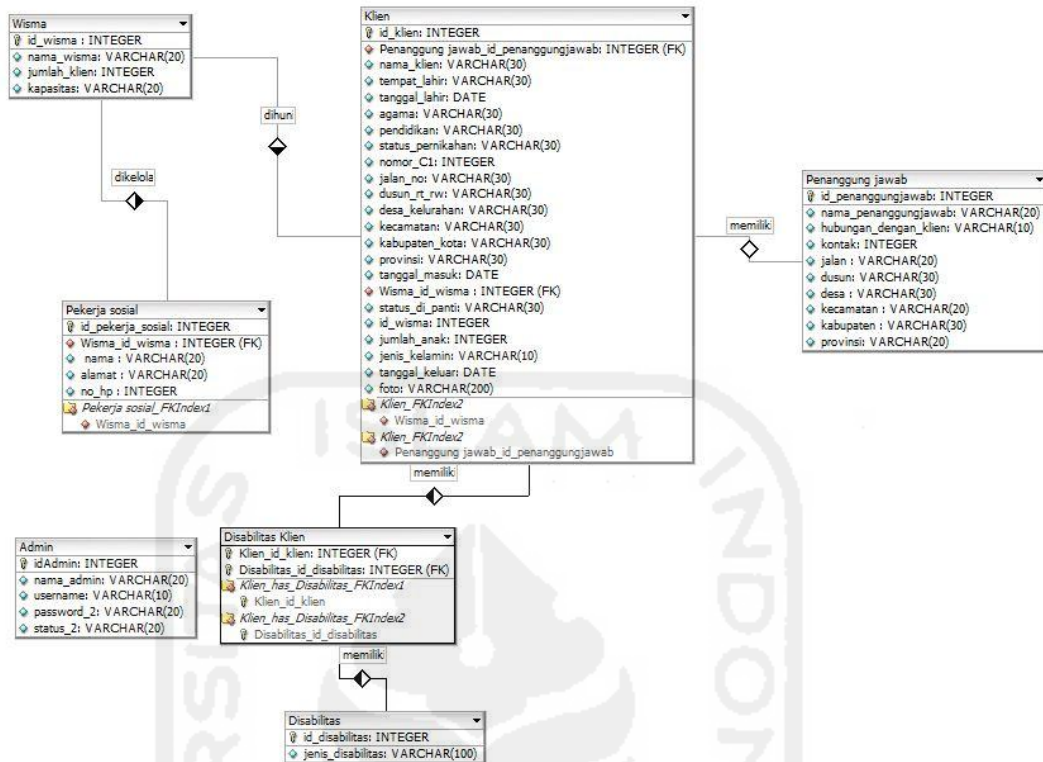 Wisma
id_wisma : INTEGER
nama_wisma: VARCHAR(20)
jumlah_klien: INTEGER
kapasitas: VARCHAR(20)
dihuni
dikelola
Klien
id_klien: INTEGER
Penanggung jawab_id_penanggungjawab: INTEGER (FK)
nama_klien: VARCHAR(30)
tempat_lahir: VARCHAR(30)
tanggal_lahir: DATE
agama: VARCHAR(30)
pendidikan: VARCHAR(30)
status_pernikahan: VARCHAR(30)
nomor_C1: INTEGER
jalan_no: VARCHAR(30)
dusun_rt_rw: VARCHAR(30)
desa_kelurahan: VARCHAR(30)
kecamatan: VARCHAR(30)
kabupaten_kota: VARCHAR(30)
provinsi: VARCHAR(30)
tanggal_masuk: DATE
Wisma_id_wisma : INTEGER (FK)
status_di_panti: VARCHAR(30)
id_wisma: INTEGER
jumlah_anak: INTEGER
jenis_kelamin: VARCHAR(10)
tanggal_keluar: DATE
foto: VARCHAR(200)
Klien_FKIndex2
Wisma_id_wisma
Klien_FKIndex2
Penanggung jawab_id_penanggungjawab
memilik
Penanggung jawab
id_penanggungjawab: INTEGER
nama_penanggungjawab: VARCHAR(20)
hubungan_dengan_klien: VARCHAR(10)
kontak: INTEGER
jalan : VARCHAR(20)
dusun: VARCHAR(30)
desa : VARCHAR(30)
kecamatan : VARCHAR(20)
kabupaten : VARCHAR(30)
provinsi: VARCHAR(20)
Pekerja sosial
id_pekerja_sosial: INTEGER
Wisma_id_wisma : INTEGER (FK)
nama : VARCHAR(20)
alamat : VARCHAR(20)
no_hp : INTEGER
Pekerja sosial_FKIndex1
Wisma_id_wisma
memilik
Admin
idAdmin: INTEGER
nama_admin: VARCHAR(20)
username: VARCHAR(10)
password_2: VARCHAR(20)
status_2: VARCHAR(20)
Disabilitas Klien
Klien_id_klien: INTEGER (FK)
Disabilitas_id_disabilitas: INTEGER (FK)
Klien_has_Disabilitas_FKIndex1
Klien_id_klien
Klien_has_Disabilitas_FKIndex2
Disabilitas_id_disabilitas
memilik
Disabilitas
id_disabilitas: INTEGER
jenis_disabilitas: VARCHAR(100)
ISLAM